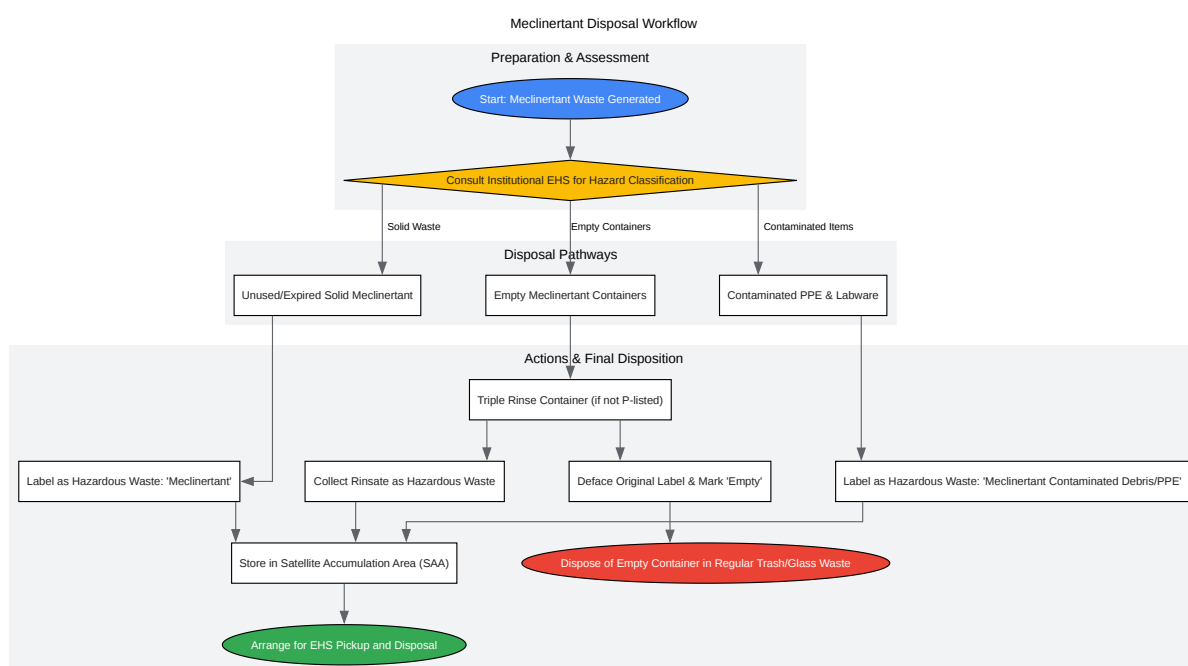 Meclinertant Disposal Workflow
Preparation & Assessment
Start: Meclinertant Waste Generated
Consult Institutional EHS for Hazard Classification
Solid Waste
Empty Containers
Contaminated Items
Disposal Pathways
Unused/Expired Solid Meclinertant
Empty Meclinertant Containers
Contaminated PPE & Labware
Actions & Final Disposition
Triple Rinse Container (if not P-listed)
Label as Hazardous Waste: 'Meclinertant'
Collect Rinsate as Hazardous Waste
Deface Original Label & Mark 'Empty'
Label as Hazardous Waste: 'Meclinertant Contaminated Debris/PPE'
Store in Satellite Accumulation Area (SAA)
Dispose of Empty Container in Regular Trash/Glass Waste
Arrange for EHS Pickup and Disposal